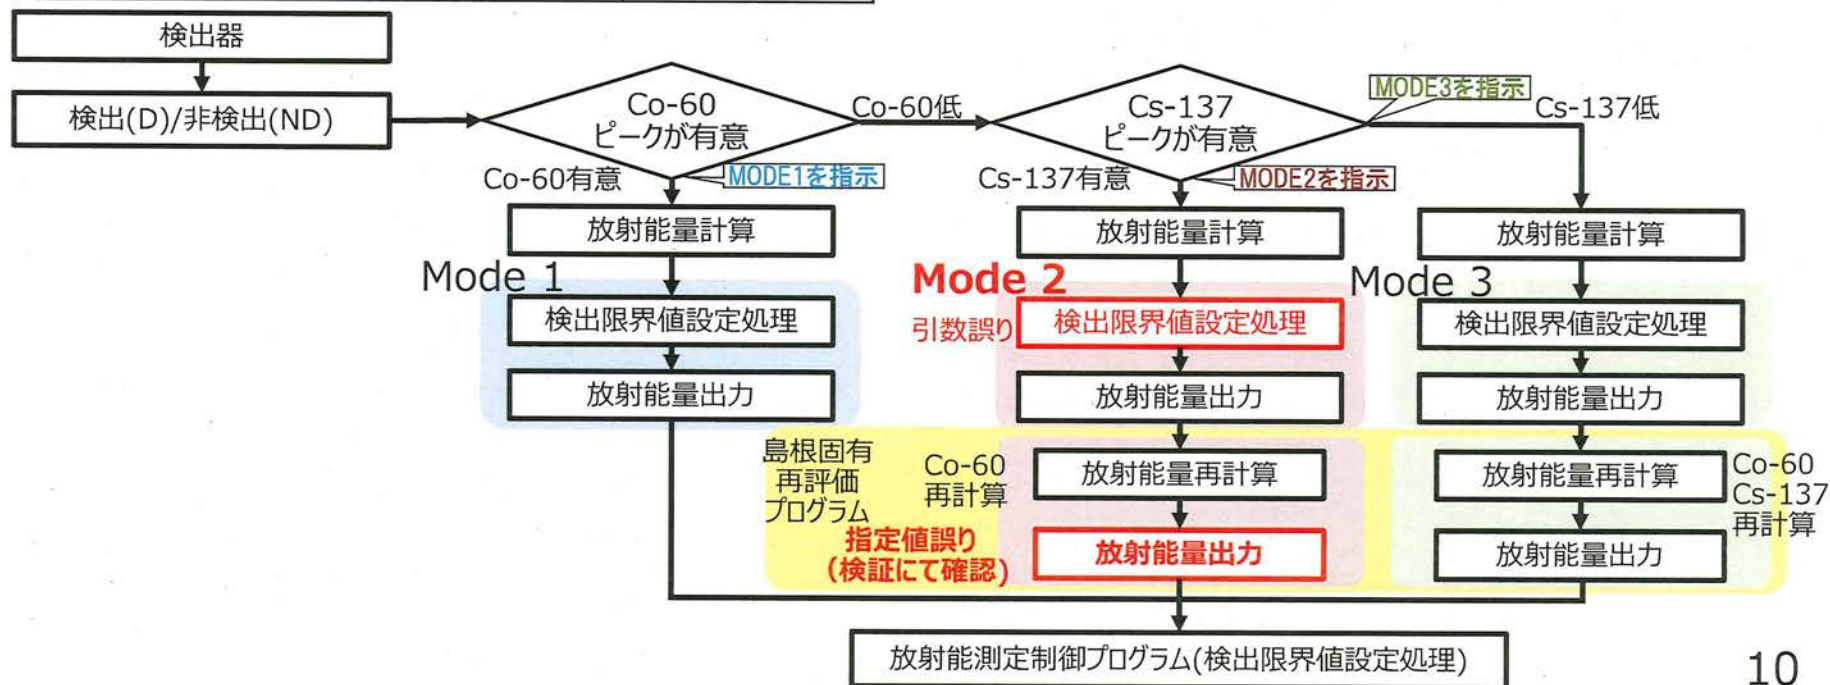 検出器
検出(D)/非検出(ND)
Co-60
ピークが有意
Co-60低
Cs-137
ピークが有意
MODE3を指示
Cs-137低
Co-60有意
MODE1を指示
Cs-137有意
MODE2を指示
放射能量計算
放射能量計算
放射能量計算
Mode 1
Mode 2
Mode 3
検出限界値設定処理
引数誤り
検出限界値設定処理
検出限界値設定処理
放射能量出力
放射能量出力
放射能量出力
島根固有
再評価
プログラム
Co-60
再計算
放射能量再計算
放射能量再計算
Co-60
Cs-137
再計算
指定値誤り
(検証にて確認)
放射能量出力
放射能量出力
放射能測定制御プログラム(検出限界値設定処理)
10